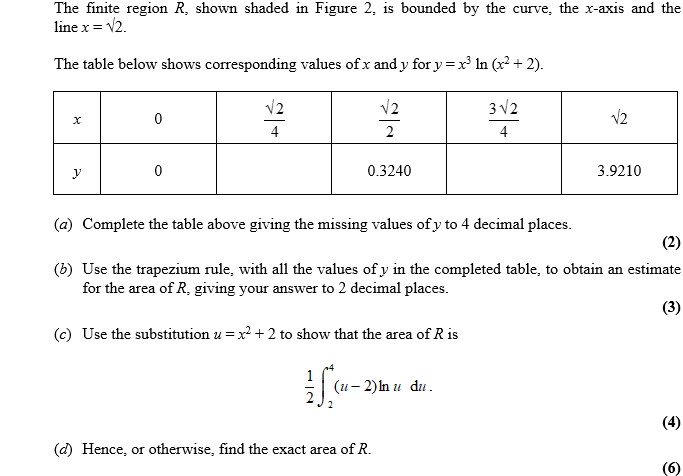 The finite region R, shown shaded in Figure 2, is bounded by the curve, the x-axis and the
line x = √2.
The table below shows corresponding values of x and y for y = x³ ln (x² + 2).
x 0 √2/4 √2/2 3√2/4 √2
y 0 0.3240 3.9210
(a) Complete the table above giving the missing values of y to 4 decimal places.
(2)
(b) Use the trapezium rule, with all the values of y in the completed table, to obtain an estimate
for the area of R, giving your answer to 2 decimal places.
(3)
(c) Use the substitution u = x² + 2 to show that the area of R is
1/2 ∫₂⁴ (u − 2)ln u du.
(4)
(d) Hence, or otherwise, find the exact area of R.
(6)